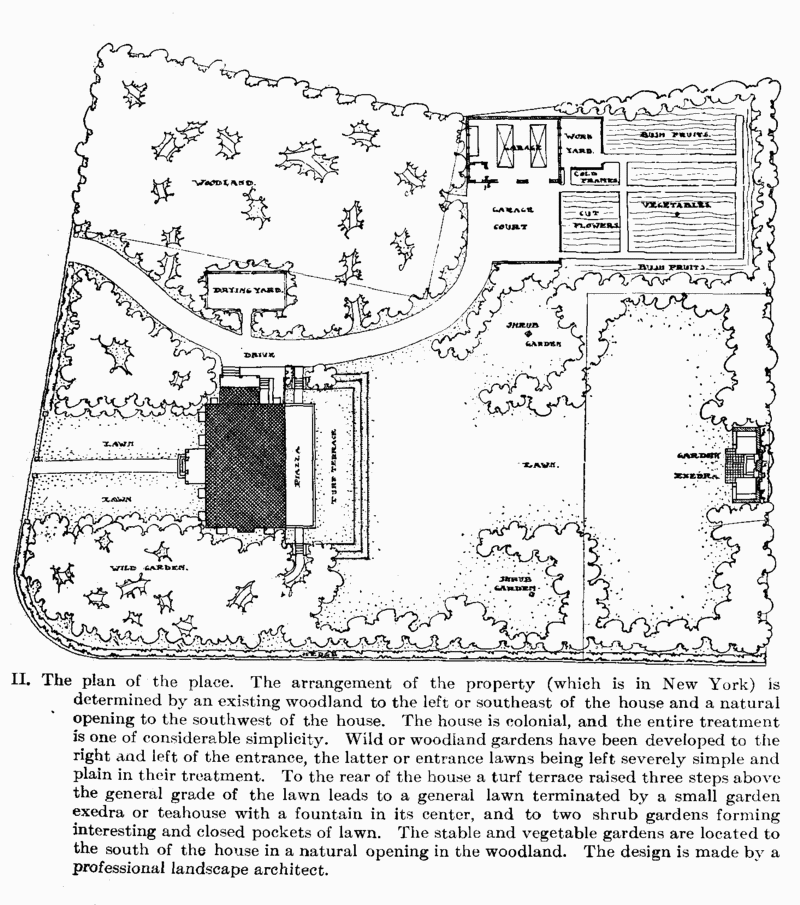 GARAGE
WORK
YARD.
BUSH FRUITS.
COLD
FRAMES.
WOODLAND.
VEGETABLES
GARAGE
COURT
CUT
FLOWERS.
BUSH FRUITS.
DRYING YARD.
SHRUB
GARDEN
DRIVE
LAWN
PIAZZA
TURF TERRACE
LAWN.
GARDEN
EXEDRA.
LAWN
WILD GARDEN.
SHRUB
GARDEN
HEDGE
II. The plan of the place. The arrangement of the property (which is in New York) is
determined by an existing woodland to the left or southeast of the house and a natural
opening to the southwest of the house. The house is colonial, and the entire treatment
is one of considerable simplicity. Wild or woodland gardens have been developed to the
right and left of the entrance, the latter or entrance lawns being left severely simple and
plain in their treatment. To the rear of the house a turf terrace raised three steps above
the general grade of the lawn leads to a general lawn terminated by a small garden
exedra or teahouse with a fountain in its center, and to two shrub gardens forming
interesting and closed pockets of lawn. The stable and vegetable gardens are located to
the south of the house in a natural opening in the woodland. The design is made by a
professional landscape architect.